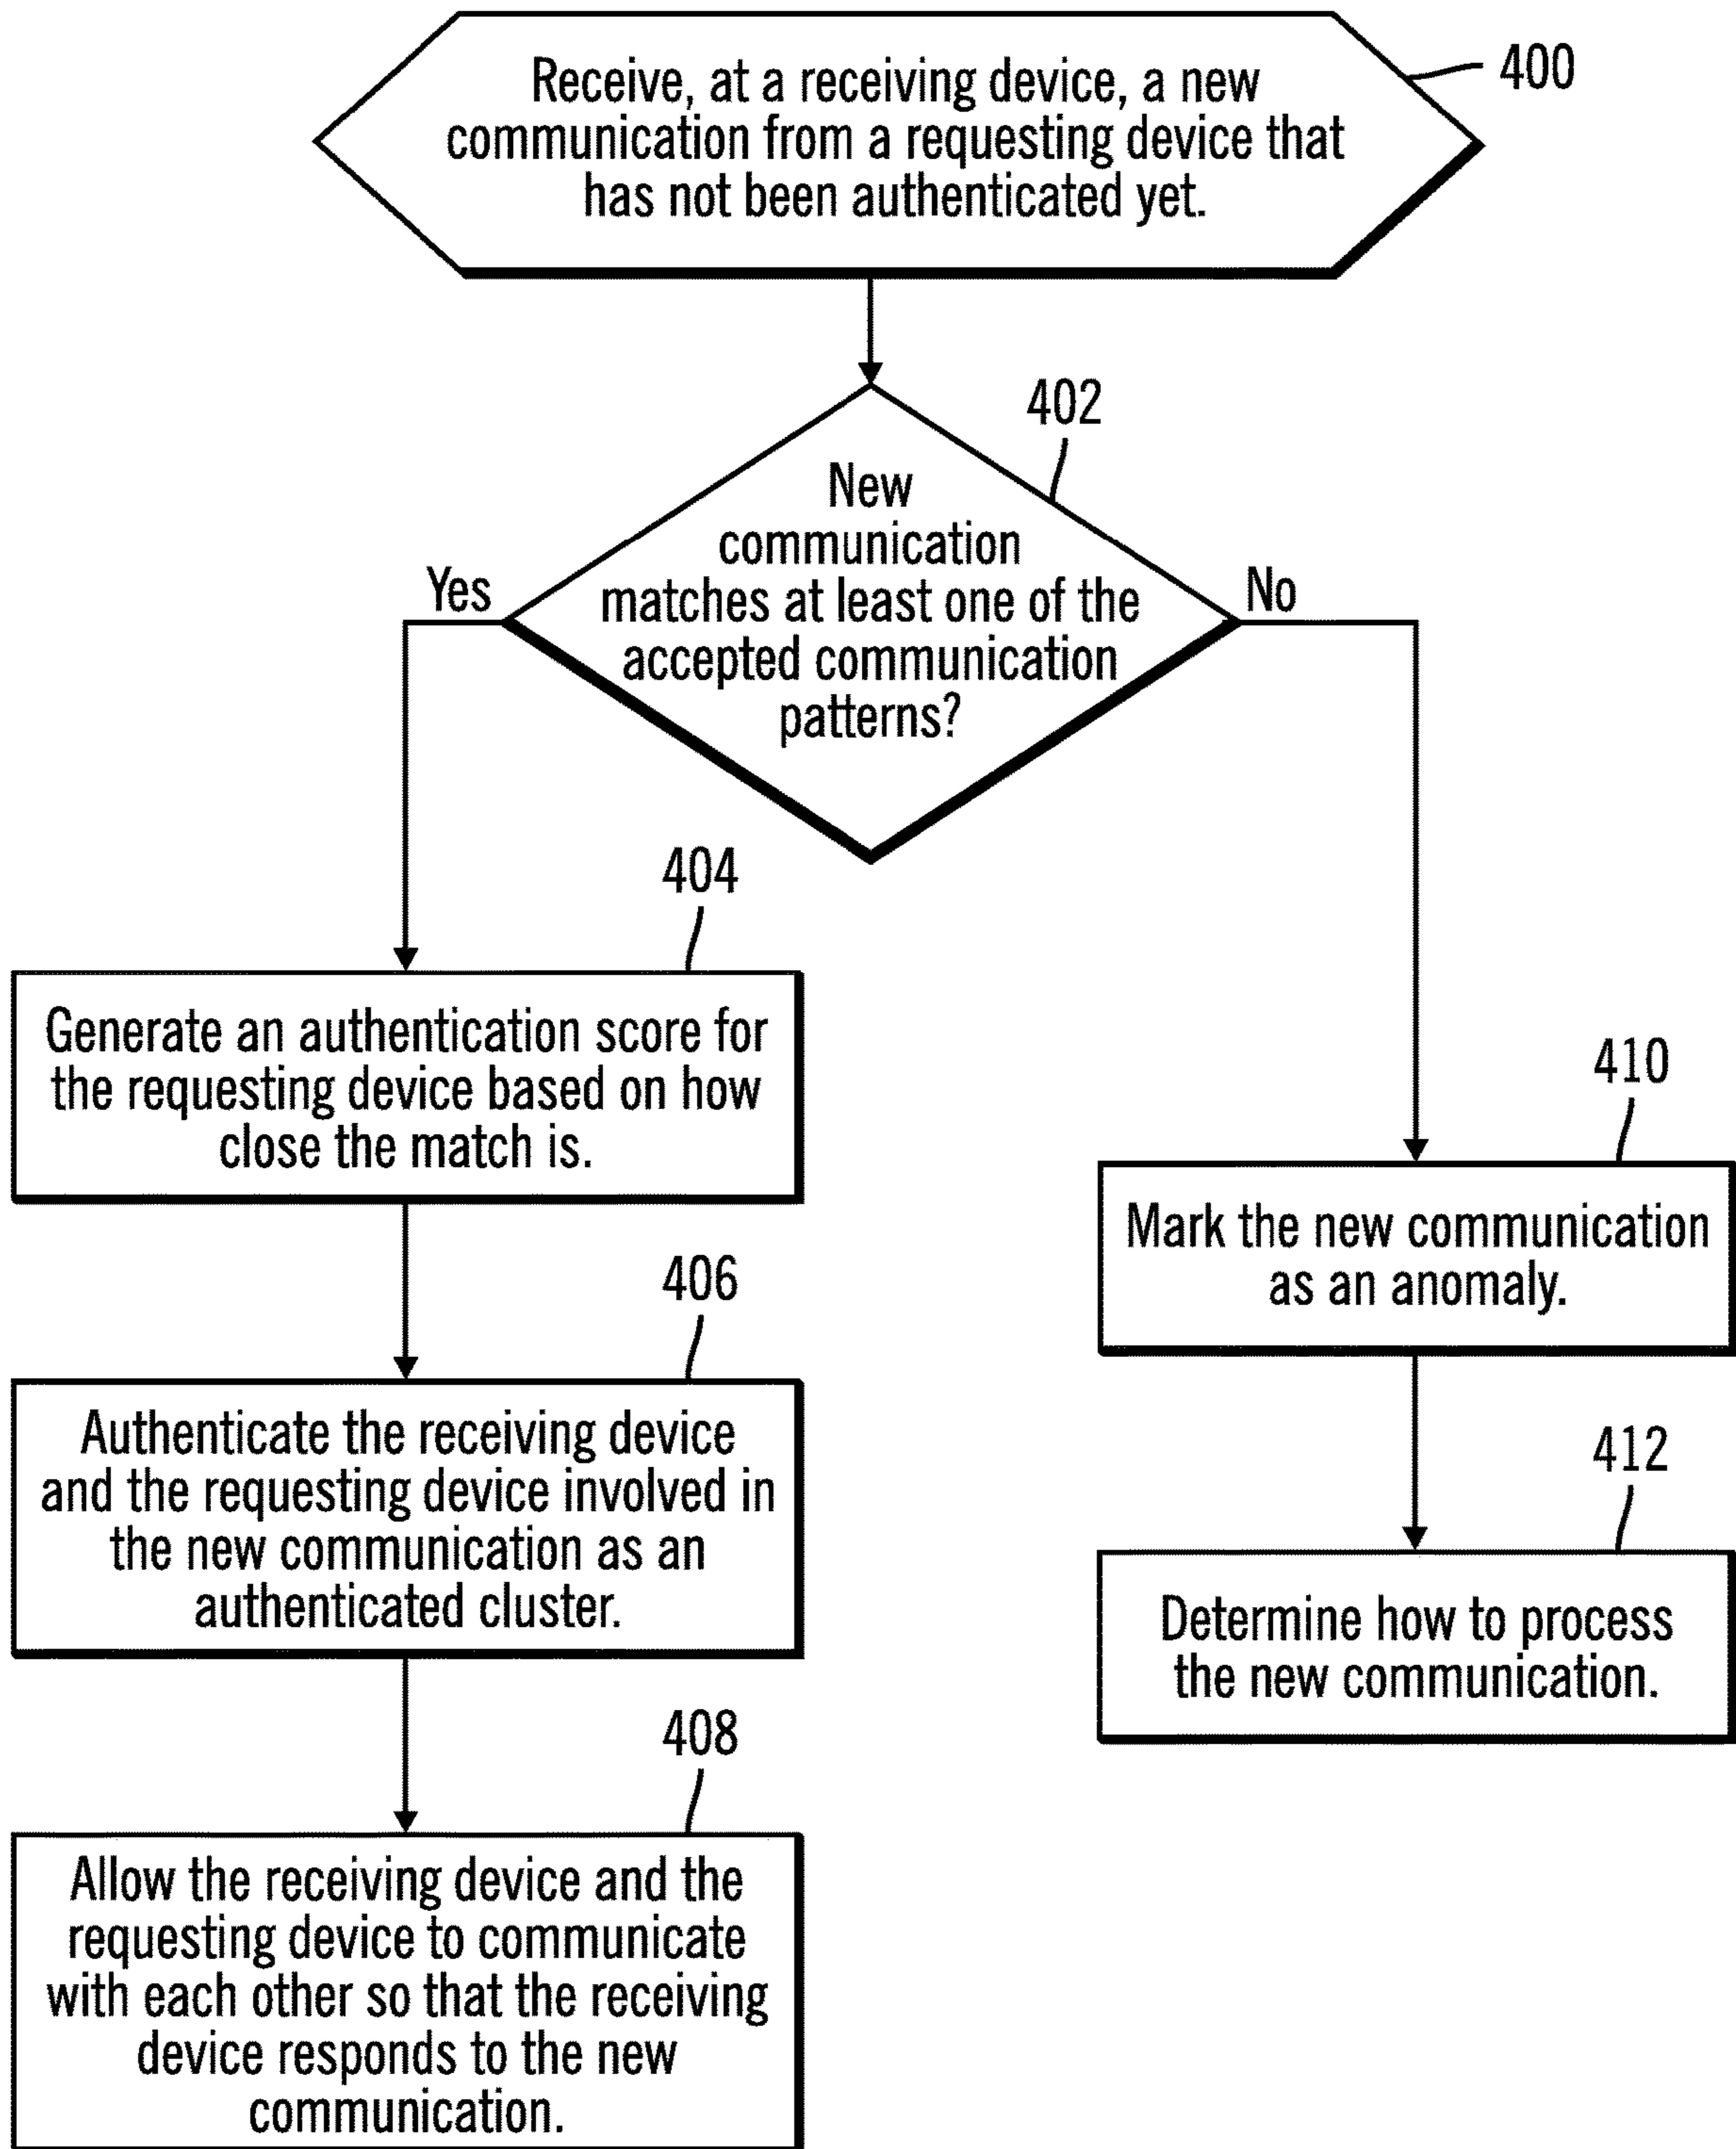 Receive, at a receiving device, a new
communication from a requesting device that
has not been authenticated yet.
400
402
New
communication
matches at least one of the
accepted communication
patterns?
Yes
No
404
Generate an authentication score for
the requesting device based on how
close the match is.
406
Authenticate the receiving device
and the requesting device involved in
the new communication as an
authenticated cluster.
408
Allow the receiving device and the
requesting device to communicate
with each other so that the receiving
device responds to the new
communication.
410
Mark the new communication
as an anomaly.
412
Determine how to process
the new communication.